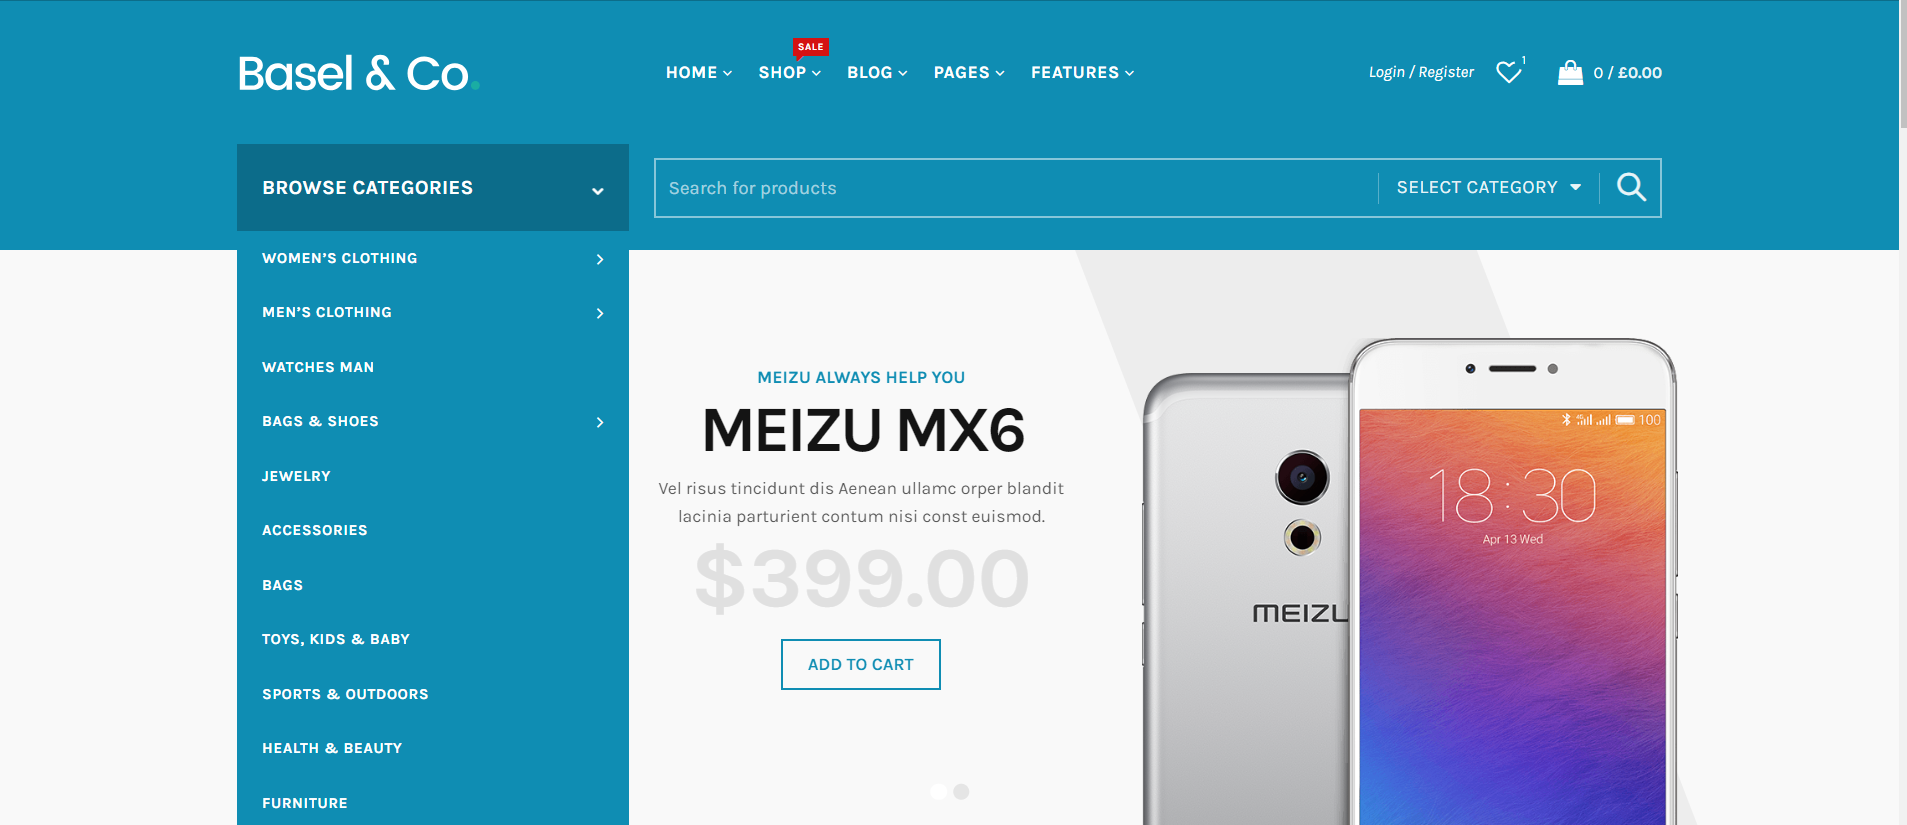 Basel & Co.
HOME
SALE
SHOP
BLOG
PAGES
FEATURES
Login / Register
1
0 / £0.00
BROWSE CATEGORIES
Search for products
SELECT CATEGORY
WOMEN’S CLOTHING
MEN’S CLOTHING
WATCHES MAN
BAGS & SHOES
JEWELRY
ACCESSORIES
BAGS
TOYS, KIDS & BABY
SPORTS & OUTDOORS
HEALTH & BEAUTY
FURNITURE
MEIZU ALWAYS HELP YOU
MEIZU MX6
Vel risus tincidunt dis Aenean ullamc orper blandit
lacinia parturient contum nisi const euismod.
$399.00
ADD TO CART
MEIZU
4G
100
18:30
Apr 13 Wed